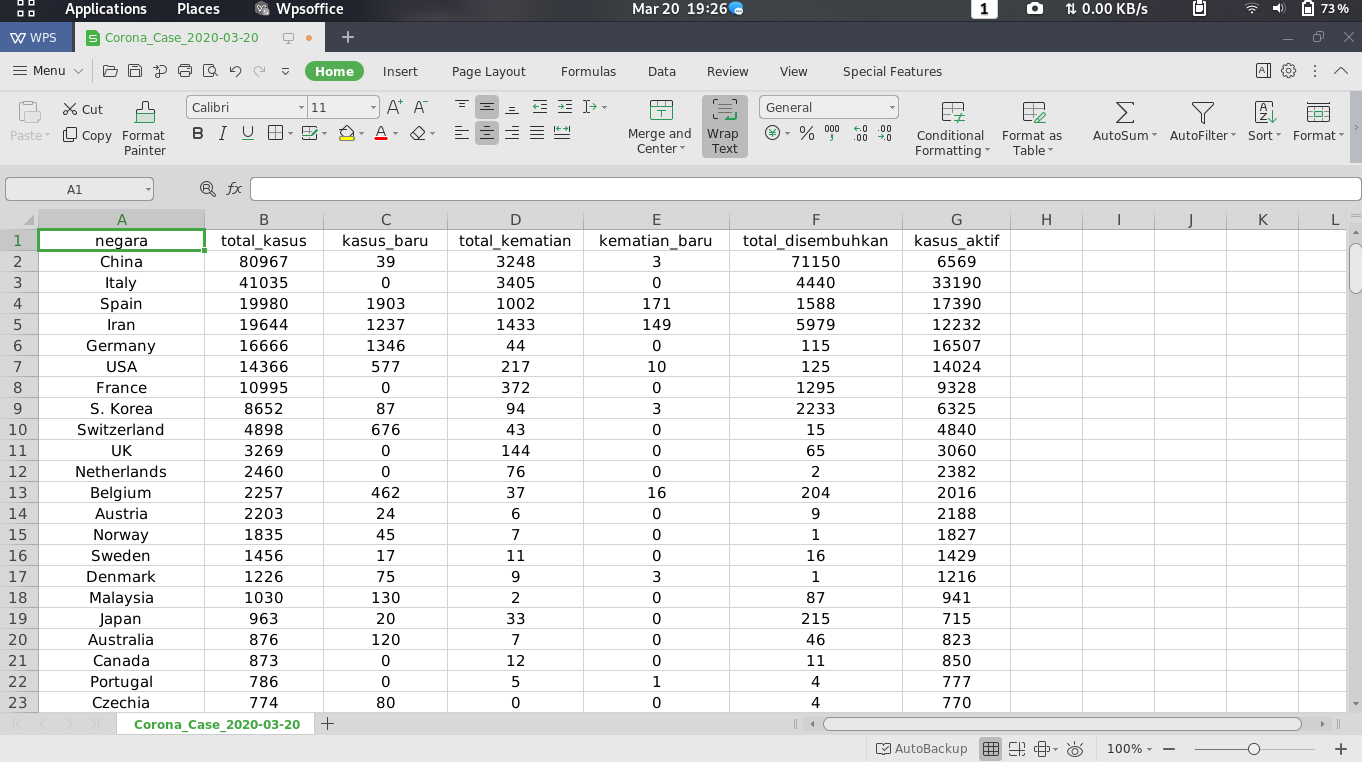 Applications Places Wpsoffice Mar 20 19:26 1 ⇅ 0.00 KB/s 73%
WPS Corona_Case_2020-03-20 +
Menu Home Insert Page Layout Formulas Data Review View Special Features
Paste Cut Copy Format Painter Calibri 11 A+ A- B I U A Merge and Center Wrap Text General % 000 .00 .00 Conditional Formatting Format as Table AutoSum AutoFilter Sort Format
A1 fx
A B C D E F G H I J K L
1 negara total_kasus kasus_baru total_kematian kematian_baru total_disembuhkan kasus_aktif
2 China 80967 39 3248 3 71150 6569
3 Italy 41035 0 3405 0 4440 33190
4 Spain 19980 1903 1002 171 1588 17390
5 Iran 19644 1237 1433 149 5979 12232
6 Germany 16666 1346 44 0 115 16507
7 USA 14366 577 217 10 125 14024
8 France 10995 0 372 0 1295 9328
9 S. Korea 8652 87 94 3 2233 6325
10 Switzerland 4898 676 43 0 15 4840
11 UK 3269 0 144 0 65 3060
12 Netherlands 2460 0 76 0 2 2382
13 Belgium 2257 462 37 16 204 2016
14 Austria 2203 24 6 0 9 2188
15 Norway 1835 45 7 0 1 1827
16 Sweden 1456 17 11 0 16 1429
17 Denmark 1226 75 9 3 1 1216
18 Malaysia 1030 130 2 0 87 941
19 Japan 963 20 33 0 215 715
20 Australia 876 120 7 0 46 823
21 Canada 873 0 12 0 11 850
22 Portugal 786 0 5 1 4 777
23 Czechia 774 80 0 0 4 770
Corona_Case_2020-03-20 +
AutoBackup 100% − +